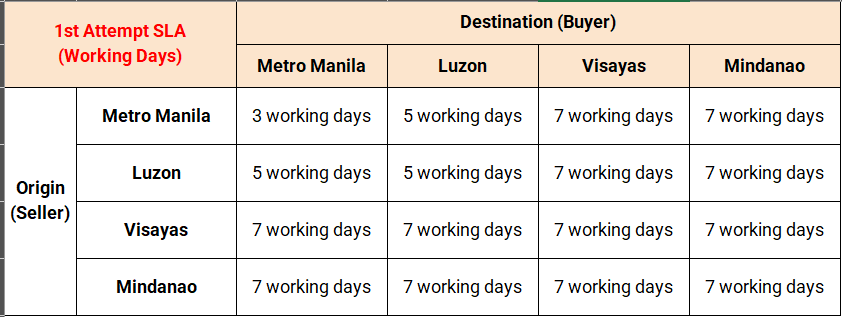 1st Attempt SLA
(Working Days)
Destination (Buyer)
Metro Manila Luzon Visayas Mindanao
Origin
(Seller)
Metro Manila 3 working days 5 working days 7 working days 7 working days
Luzon 5 working days 5 working days 7 working days 7 working days
Visayas 7 working days 7 working days 7 working days 7 working days
Mindanao 7 working days 7 working days 7 working days 7 working days